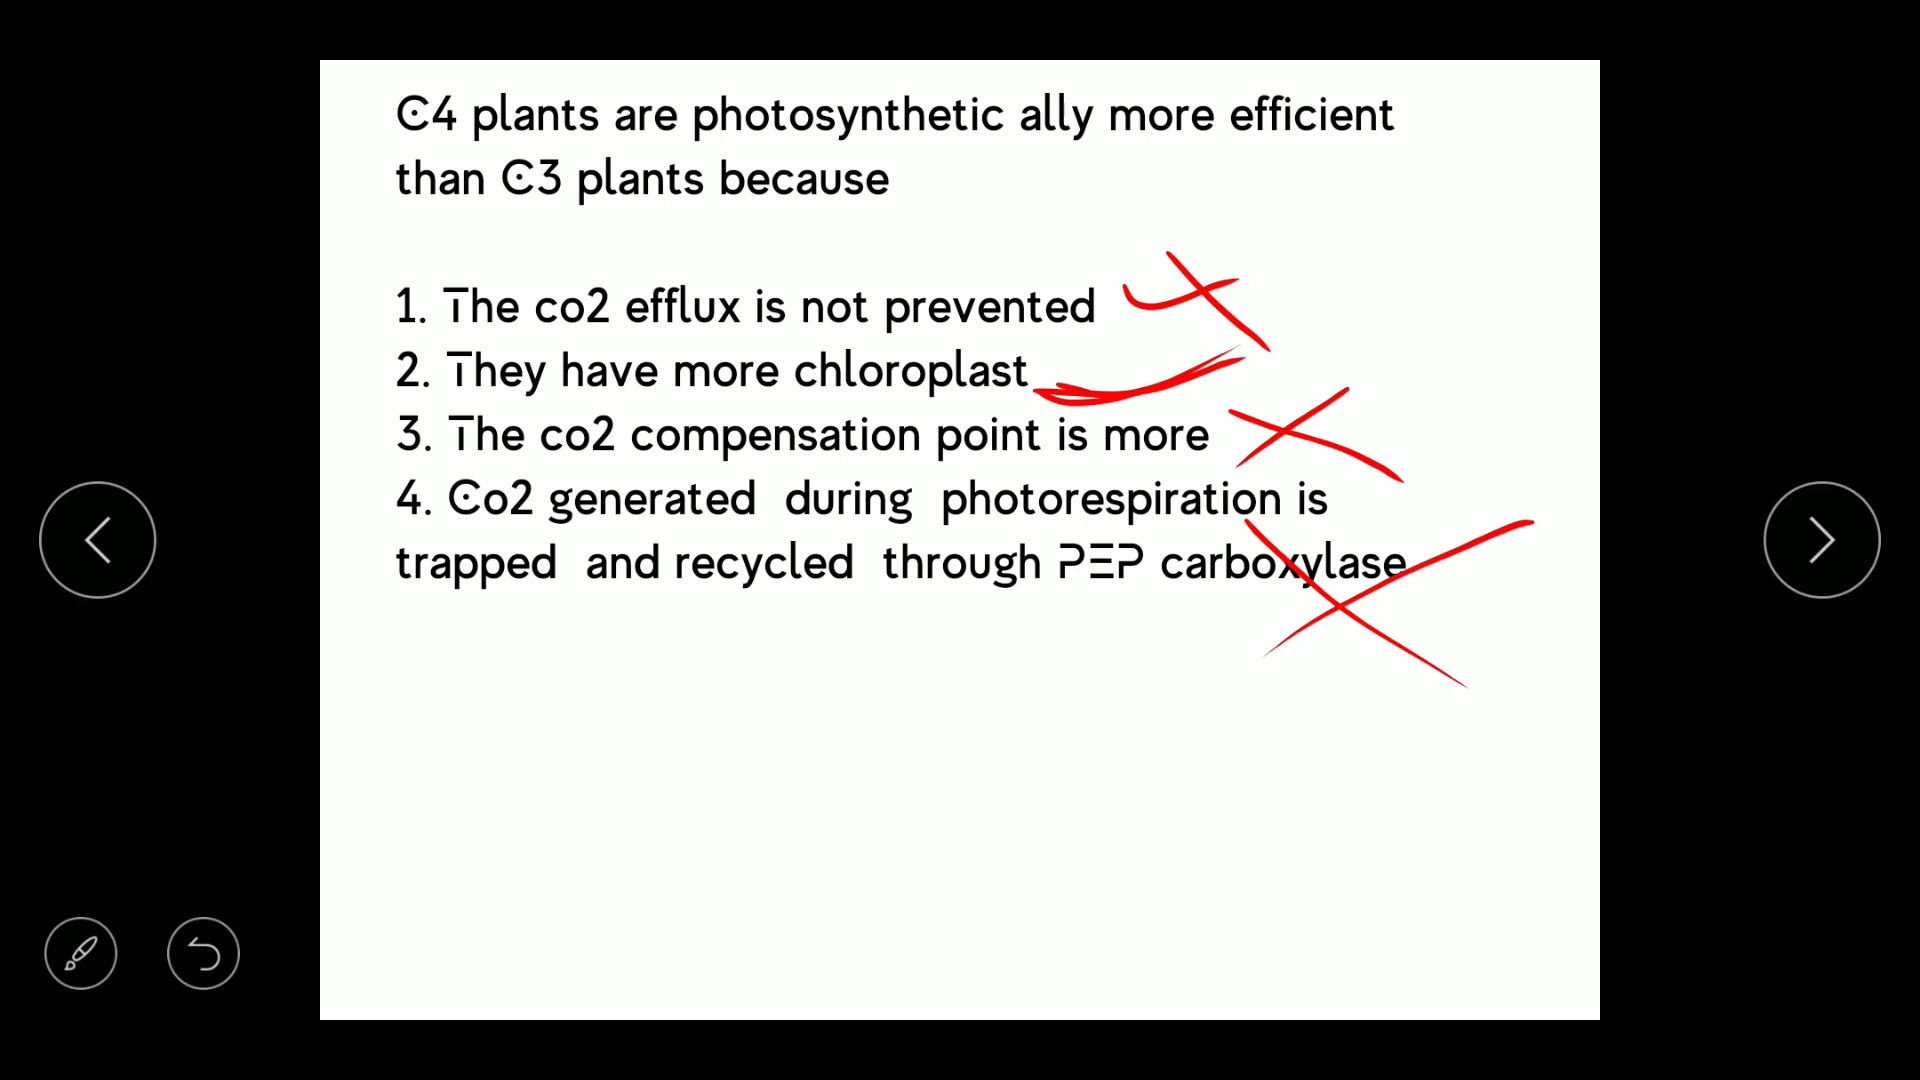 C4 plants are photosynthetic ally more efficient
than C3 plants because
1. The co2 efflux is not prevented
2. They have more chloroplast
3. The co2 compensation point is more
4. Co2 generated during photorespiration is
trapped and recycled through PEP carboxylase